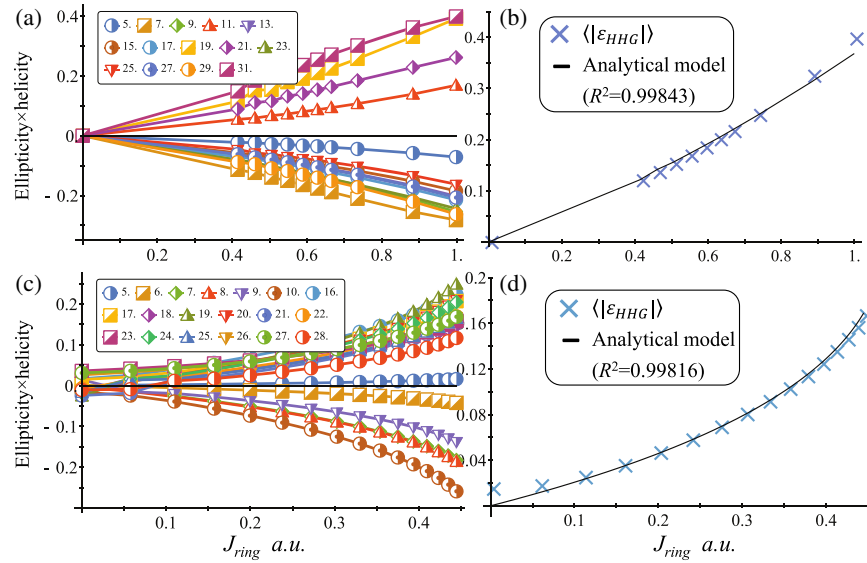 (a)
5. 7. 9. 11. 13.
15. 17. 19. 21. 23.
25. 27. 29. 31.
Ellipticity×helicity
0.4
0.2
0
- 0.2
0.2 0.4 0.6 0.8 1.
(b)
⟨|ε_HHG|⟩
Analytical model
(R²=0.99843)
0.4
0.3
0.2
0.1
0
0.2 0.4 0.6 0.8 1.
(c)
5. 6. 7. 8. 9. 10. 16.
17. 18. 19. 20. 21. 22.
23. 24. 25. 26. 27. 28.
Ellipticity×helicity
0.2
0.1
0
- 0.1
- 0.2
0.1 0.2 0.3 0.4
J_ring a.u.
(d)
⟨|ε_HHG|⟩
Analytical model
(R²=0.99816)
0.2
0.16
0.12
0.08
0.04
0.1 0.2 0.3 0.4
J_ring a.u.